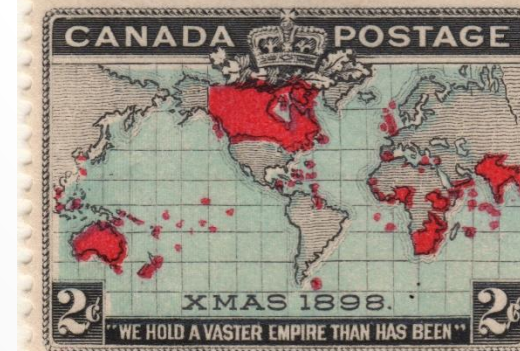 CANADA POSTAGE
XMAS 1898.
2¢ 2¢
"WE HOLD A VASTER EMPIRE THAN HAS BEEN"